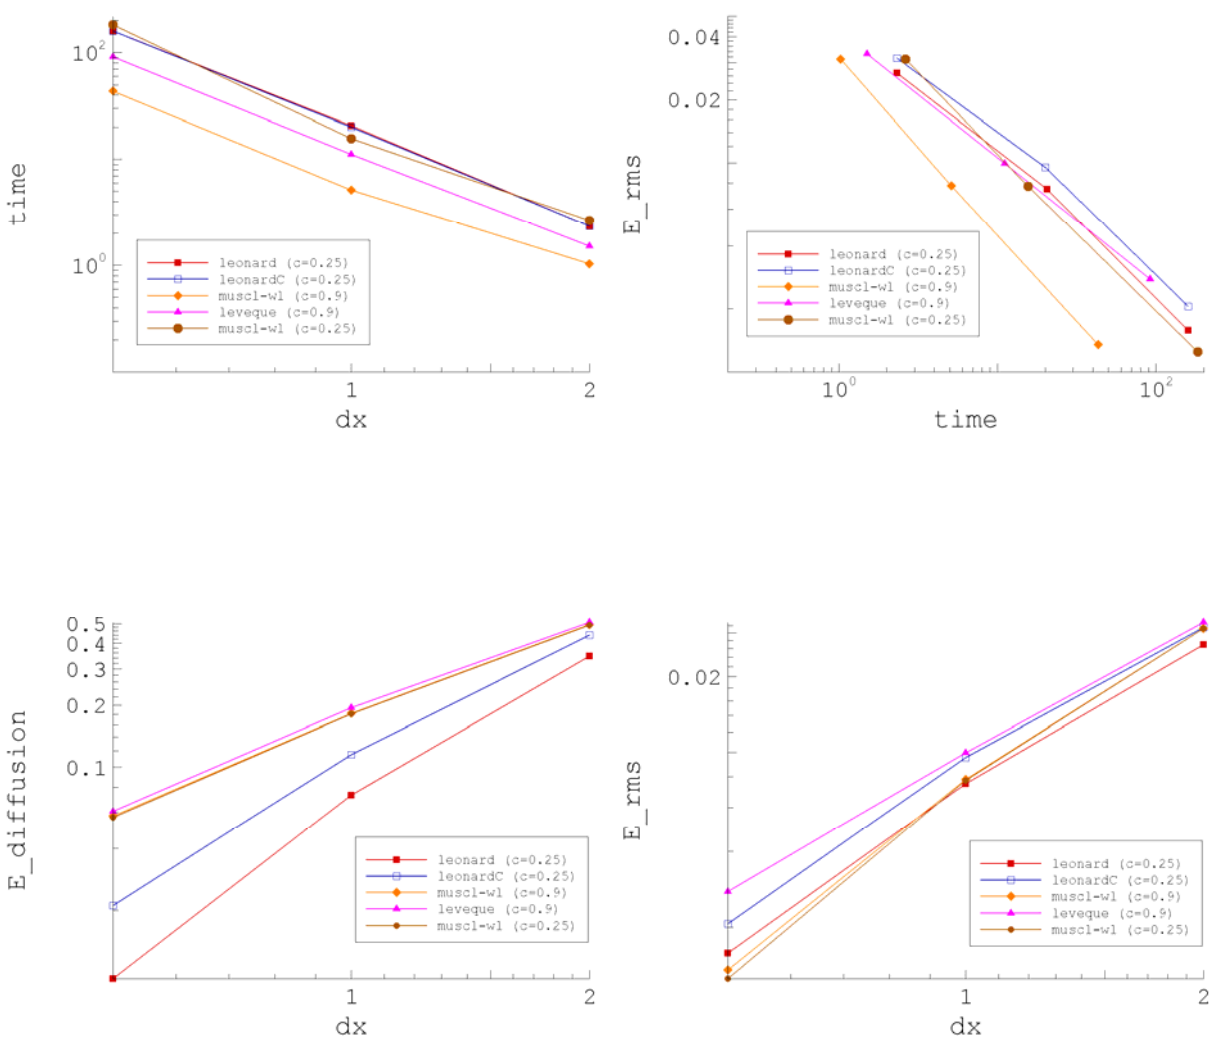 time
10^2
10^0
leonard (c=0.25)
leonardC (c=0.25)
muscl-wl (c=0.9)
leveque (c=0.9)
muscl-wl (c=0.25)
1
2
dx
E_rms
0.04
0.02
leonard (c=0.25)
leonardC (c=0.25)
muscl-wl (c=0.9)
leveque (c=0.9)
muscl-wl (c=0.25)
10^0
10^2
time
E_diffusion
0.5
0.4
0.3
0.2
0.1
leonard (c=0.25)
leonardC (c=0.25)
muscl-wl (c=0.9)
leveque (c=0.9)
muscl-wl (c=0.25)
1
2
dx
E_rms
0.02
leonard (c=0.25)
leonardC (c=0.25)
muscl-wl (c=0.9)
leveque (c=0.9)
muscl-wl (c=0.25)
1
2
dx